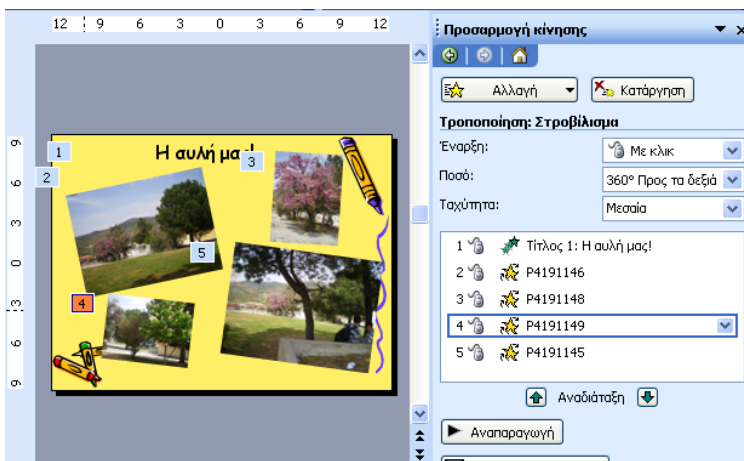 12 9 6 3 0 3 6 9 12
9
6
3
0
3
6
9
Η αυλή μας!
1
2
3
4
5
Προσαρμογή κίνησης
Αλλαγή
Κατάργηση
Τροποποίηση: Στροβίλισμα
Έναρξη: Με κλικ
Ποσό: 360° Προς τα δεξιά
Ταχύτητα: Μεσαία
1 Τίτλος 1: Η αυλή μας!
2 P4191146
3 P4191148
4 P4191149
5 P4191145
Αναδιάταξη
Αναπαραγωγή